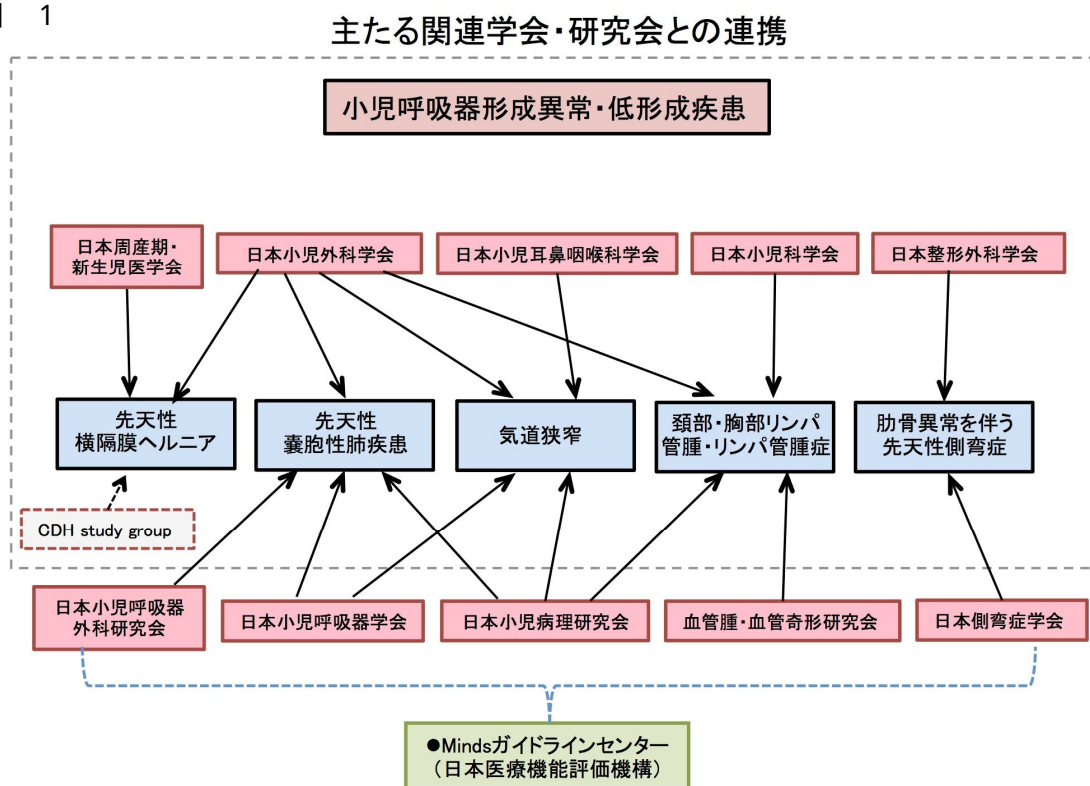 1
主たる関連学会・研究会との連携
小児呼吸器形成異常・低形成疾患
日本周産期・
新生児医学会
日本小児外科学会
日本小児耳鼻咽喉科学会
日本小児科学会
日本整形外科学会
先天性
横隔膜ヘルニア
先天性
嚢胞性肺疾患
気道狭窄
頚部・胸部リンパ
管腫・リンパ管腫症
肋骨異常を伴う
先天性側弯症
CDH study group
日本小児呼吸器
外科研究会
日本小児呼吸器学会
日本小児病理研究会
血管腫・血管奇形研究会
日本側弯症学会
●Mindsガイドラインセンター
（日本医療機能評価機構）